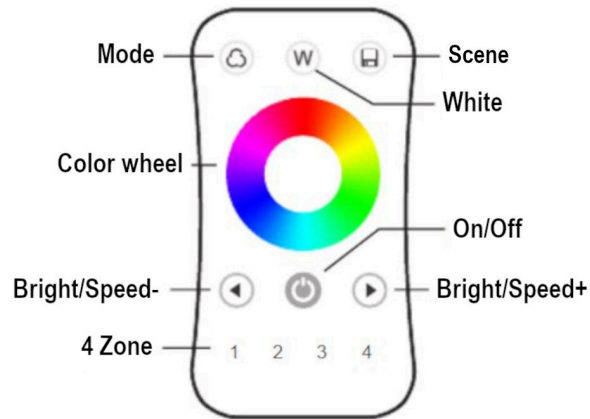 Mode
W
Scene
White
Color wheel
On/Off
Bright/Speed-
Bright/Speed+
4 Zone
1 2 3 4